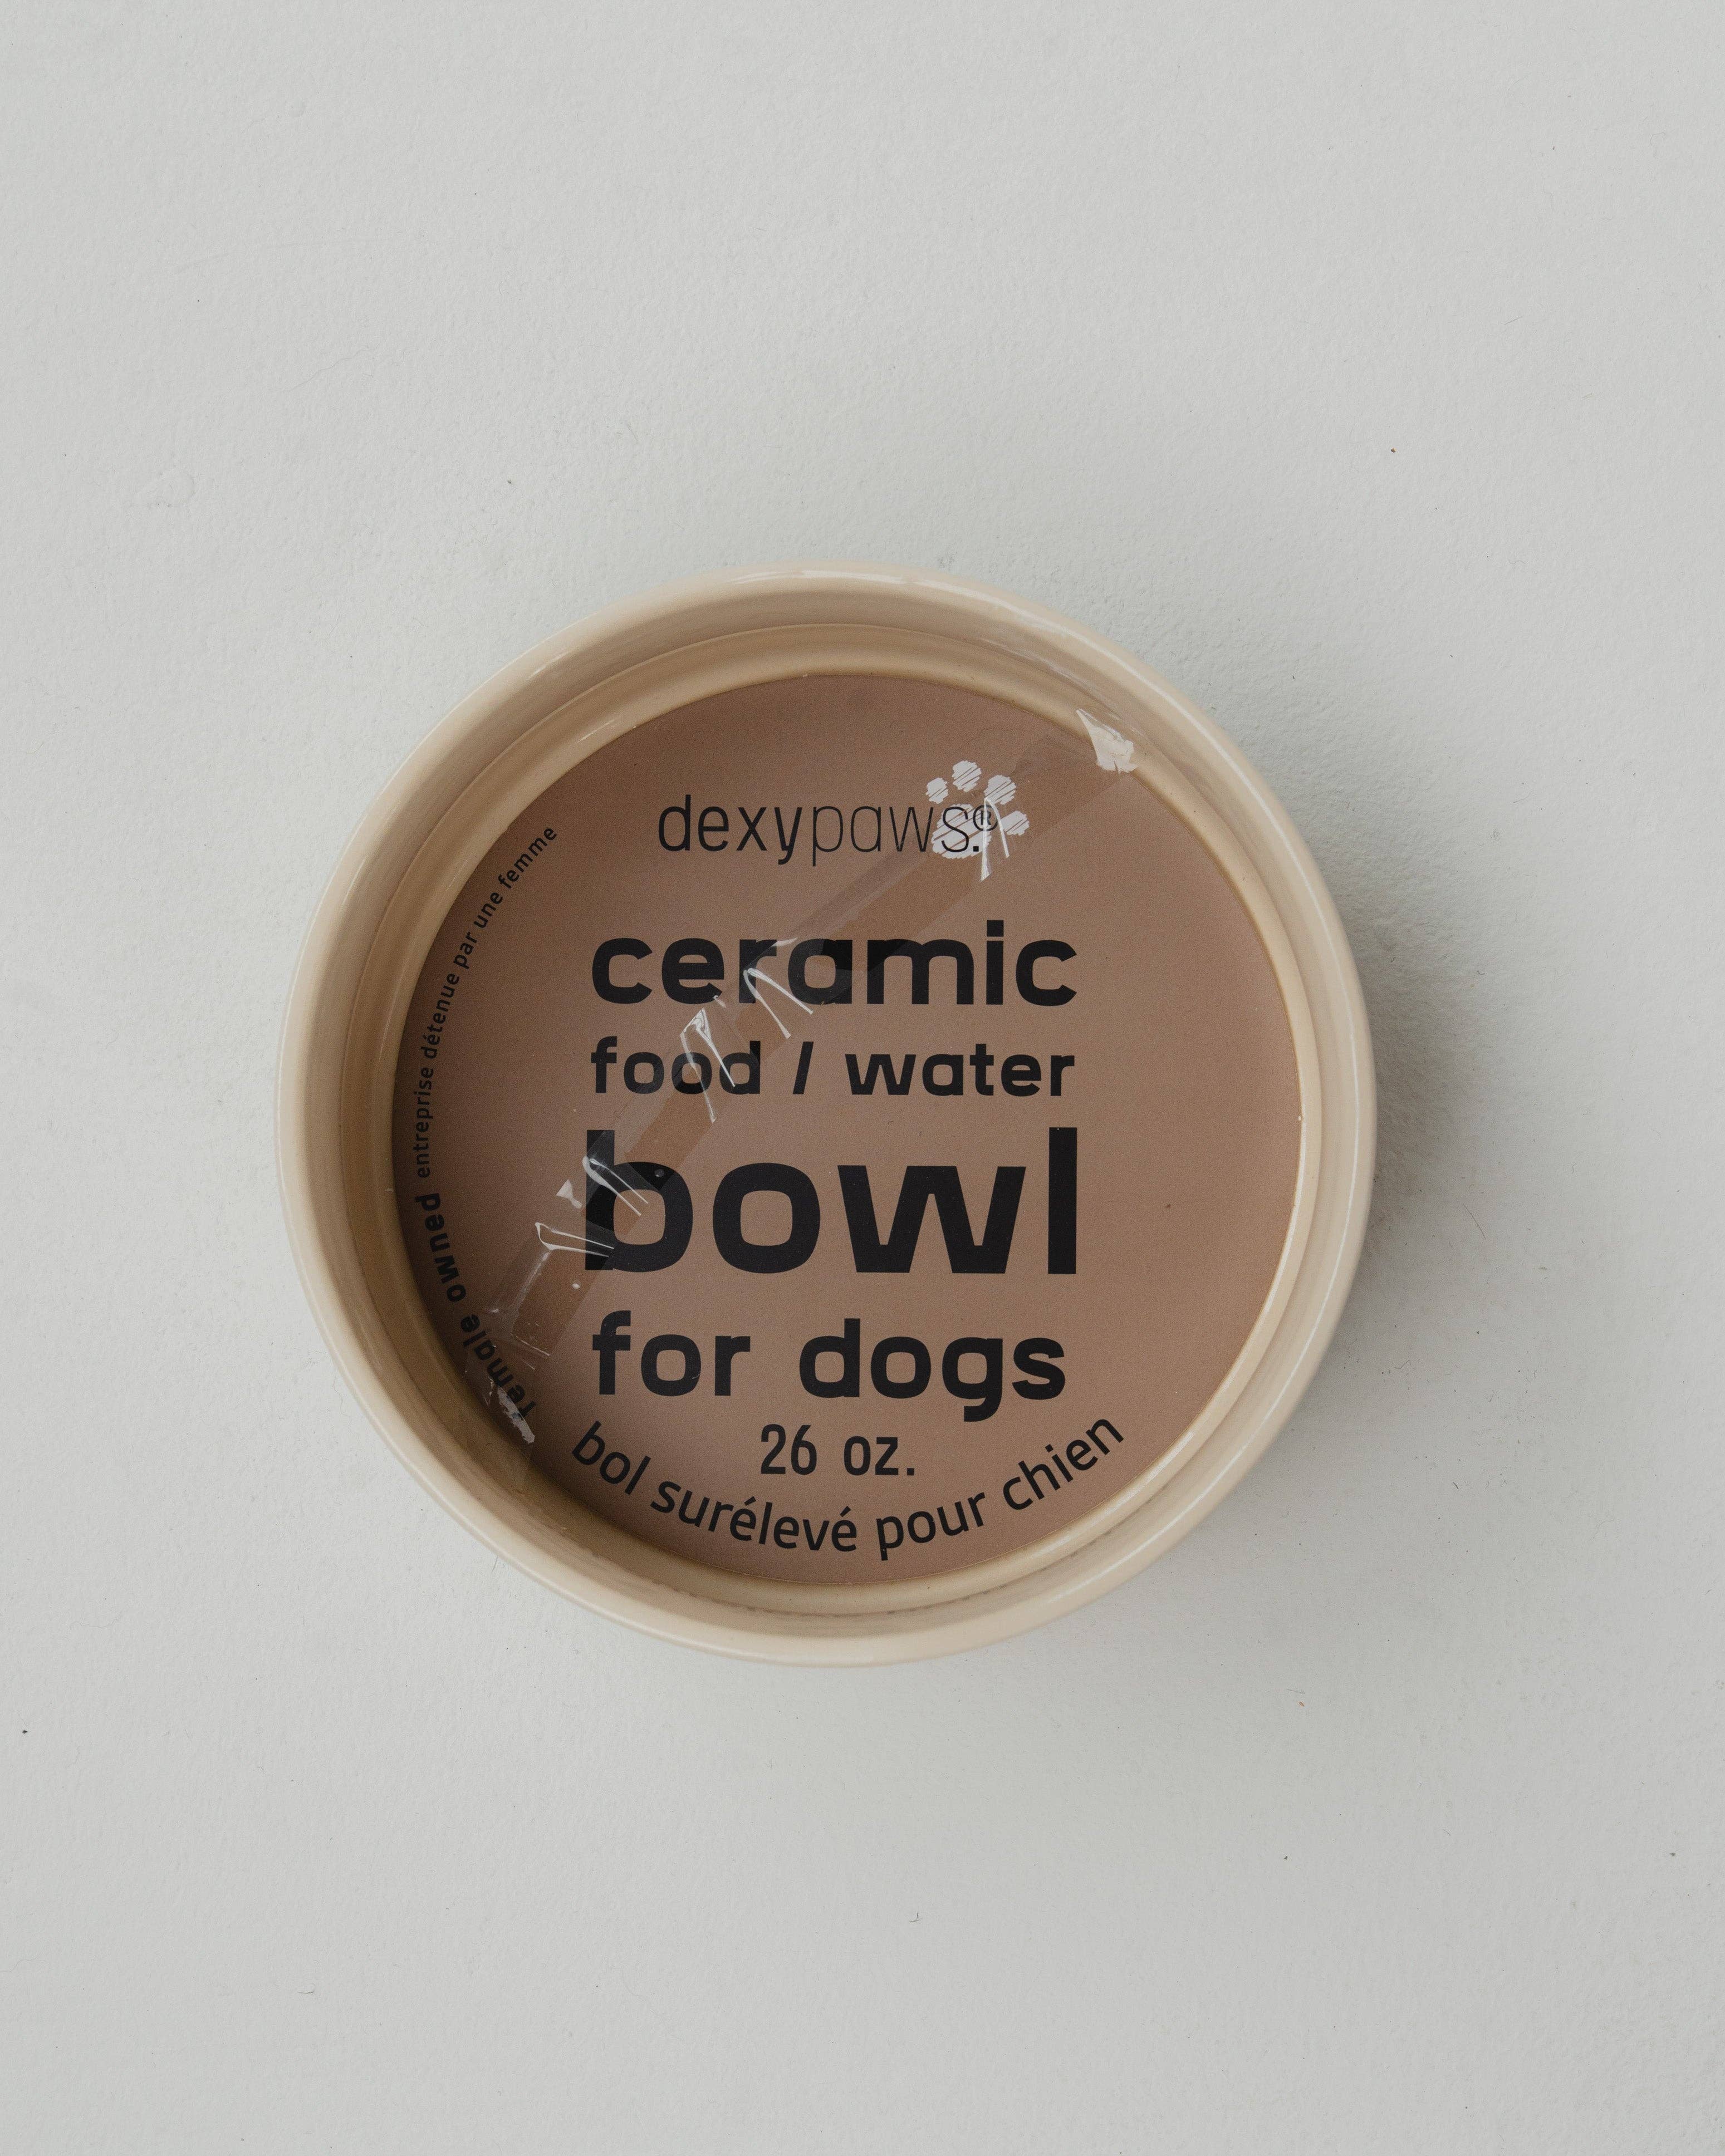 dexypaws.®
ceramic
food / water
bowl
for dogs
26 oz.
bol surélevé pour chien
female owned entreprise détenue par une femme